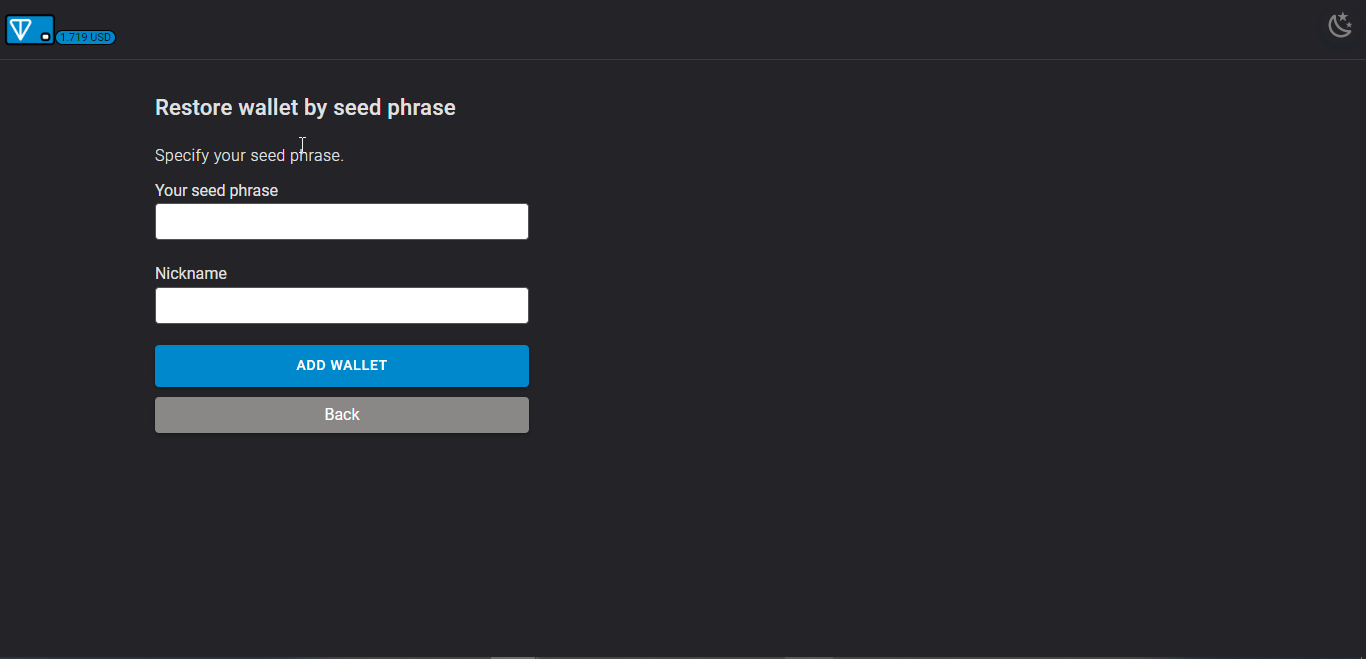 1.719 USD
Restore wallet by seed phrase
Specify your seed phrase.
Your seed phrase
Nickname
ADD WALLET
Back